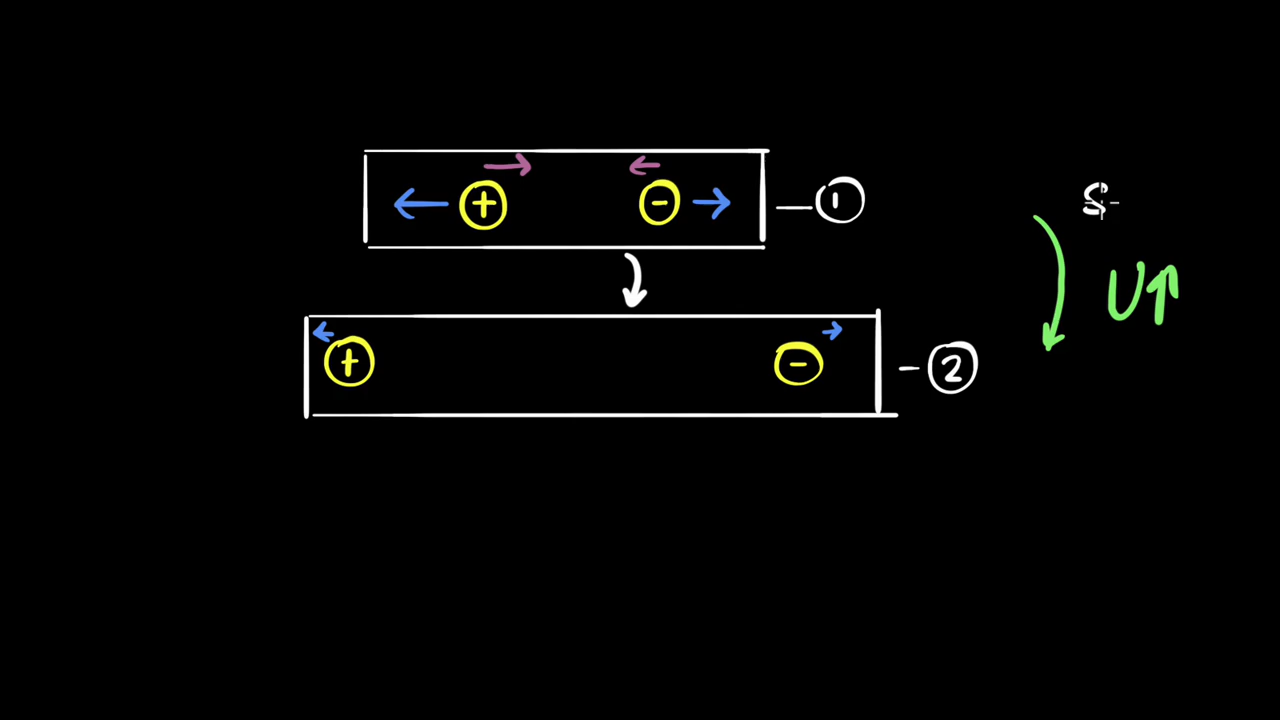 + - – ① S
U↑
+ - - ②